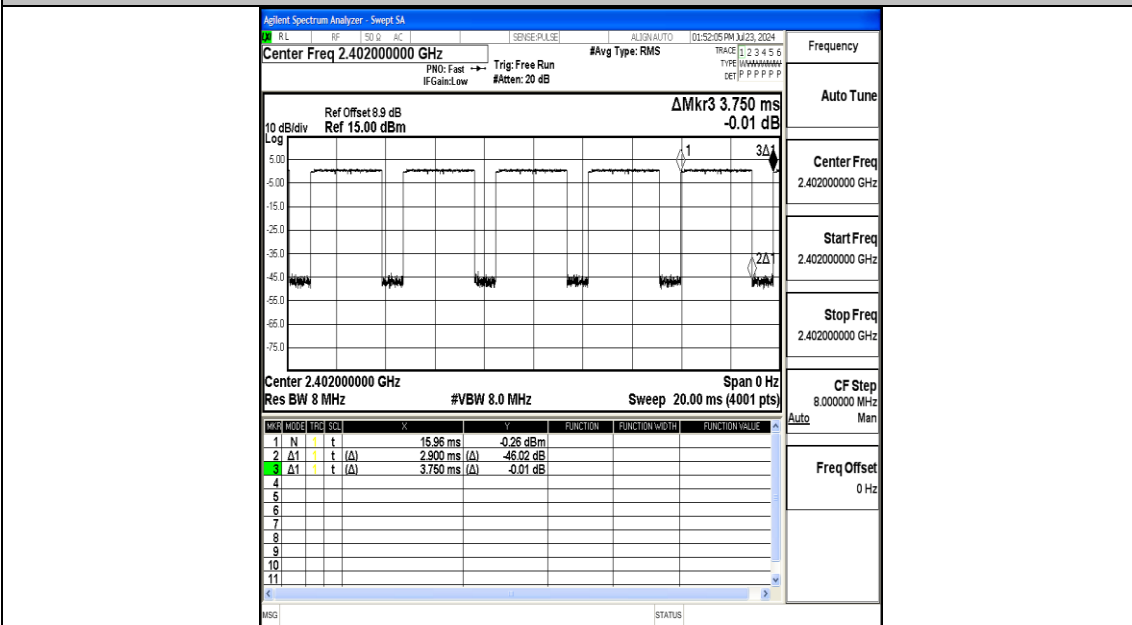 Agilent Spectrum Analyzer - Swept SA
RL RF 50 Ω AC SENSE:PULSE ALIGN AUTO 01:52:05 PM Jul 23, 2024
Center Freq 2.402000000 GHz
#Avg Type: RMS
TRACE 1 2 3 4 5 6
PNO: Fast
Trig: Free Run
TYPE
IFGain:Low
#Atten: 20 dB
DET P P P P P P
Ref Offset 8.9 dB
10 dB/div Ref 15.00 dBm
ΔMkr3 3.750 ms
-0.01 dB
Log
5.00
-5.00
-15.0
-25.0
-35.0
-45.0
-55.0
-65.0
-75.0
1
3Δ1
2Δ1
Center 2.402000000 GHz Span 0 Hz
Res BW 8 MHz #VBW 8.0 MHz Sweep 20.00 ms (4001 pts)
MKR MODE TRC SCL X Y FUNCTION FUNCTION WIDTH FUNCTION VALUE
1 N 1 t 15.96 ms -0.26 dBm
2 Δ1 1 t (Δ) 2.900 ms (Δ) -46.02 dB
3 Δ1 1 t (Δ) 3.750 ms (Δ) -0.01 dB
4
5
6
7
8
9
10
11
MSG STATUS
Frequency
Auto Tune
Center Freq
2.402000000 GHz
Start Freq
2.402000000 GHz
Stop Freq
2.402000000 GHz
CF Step
8.000000 MHz
Auto Man
Freq Offset
0 Hz